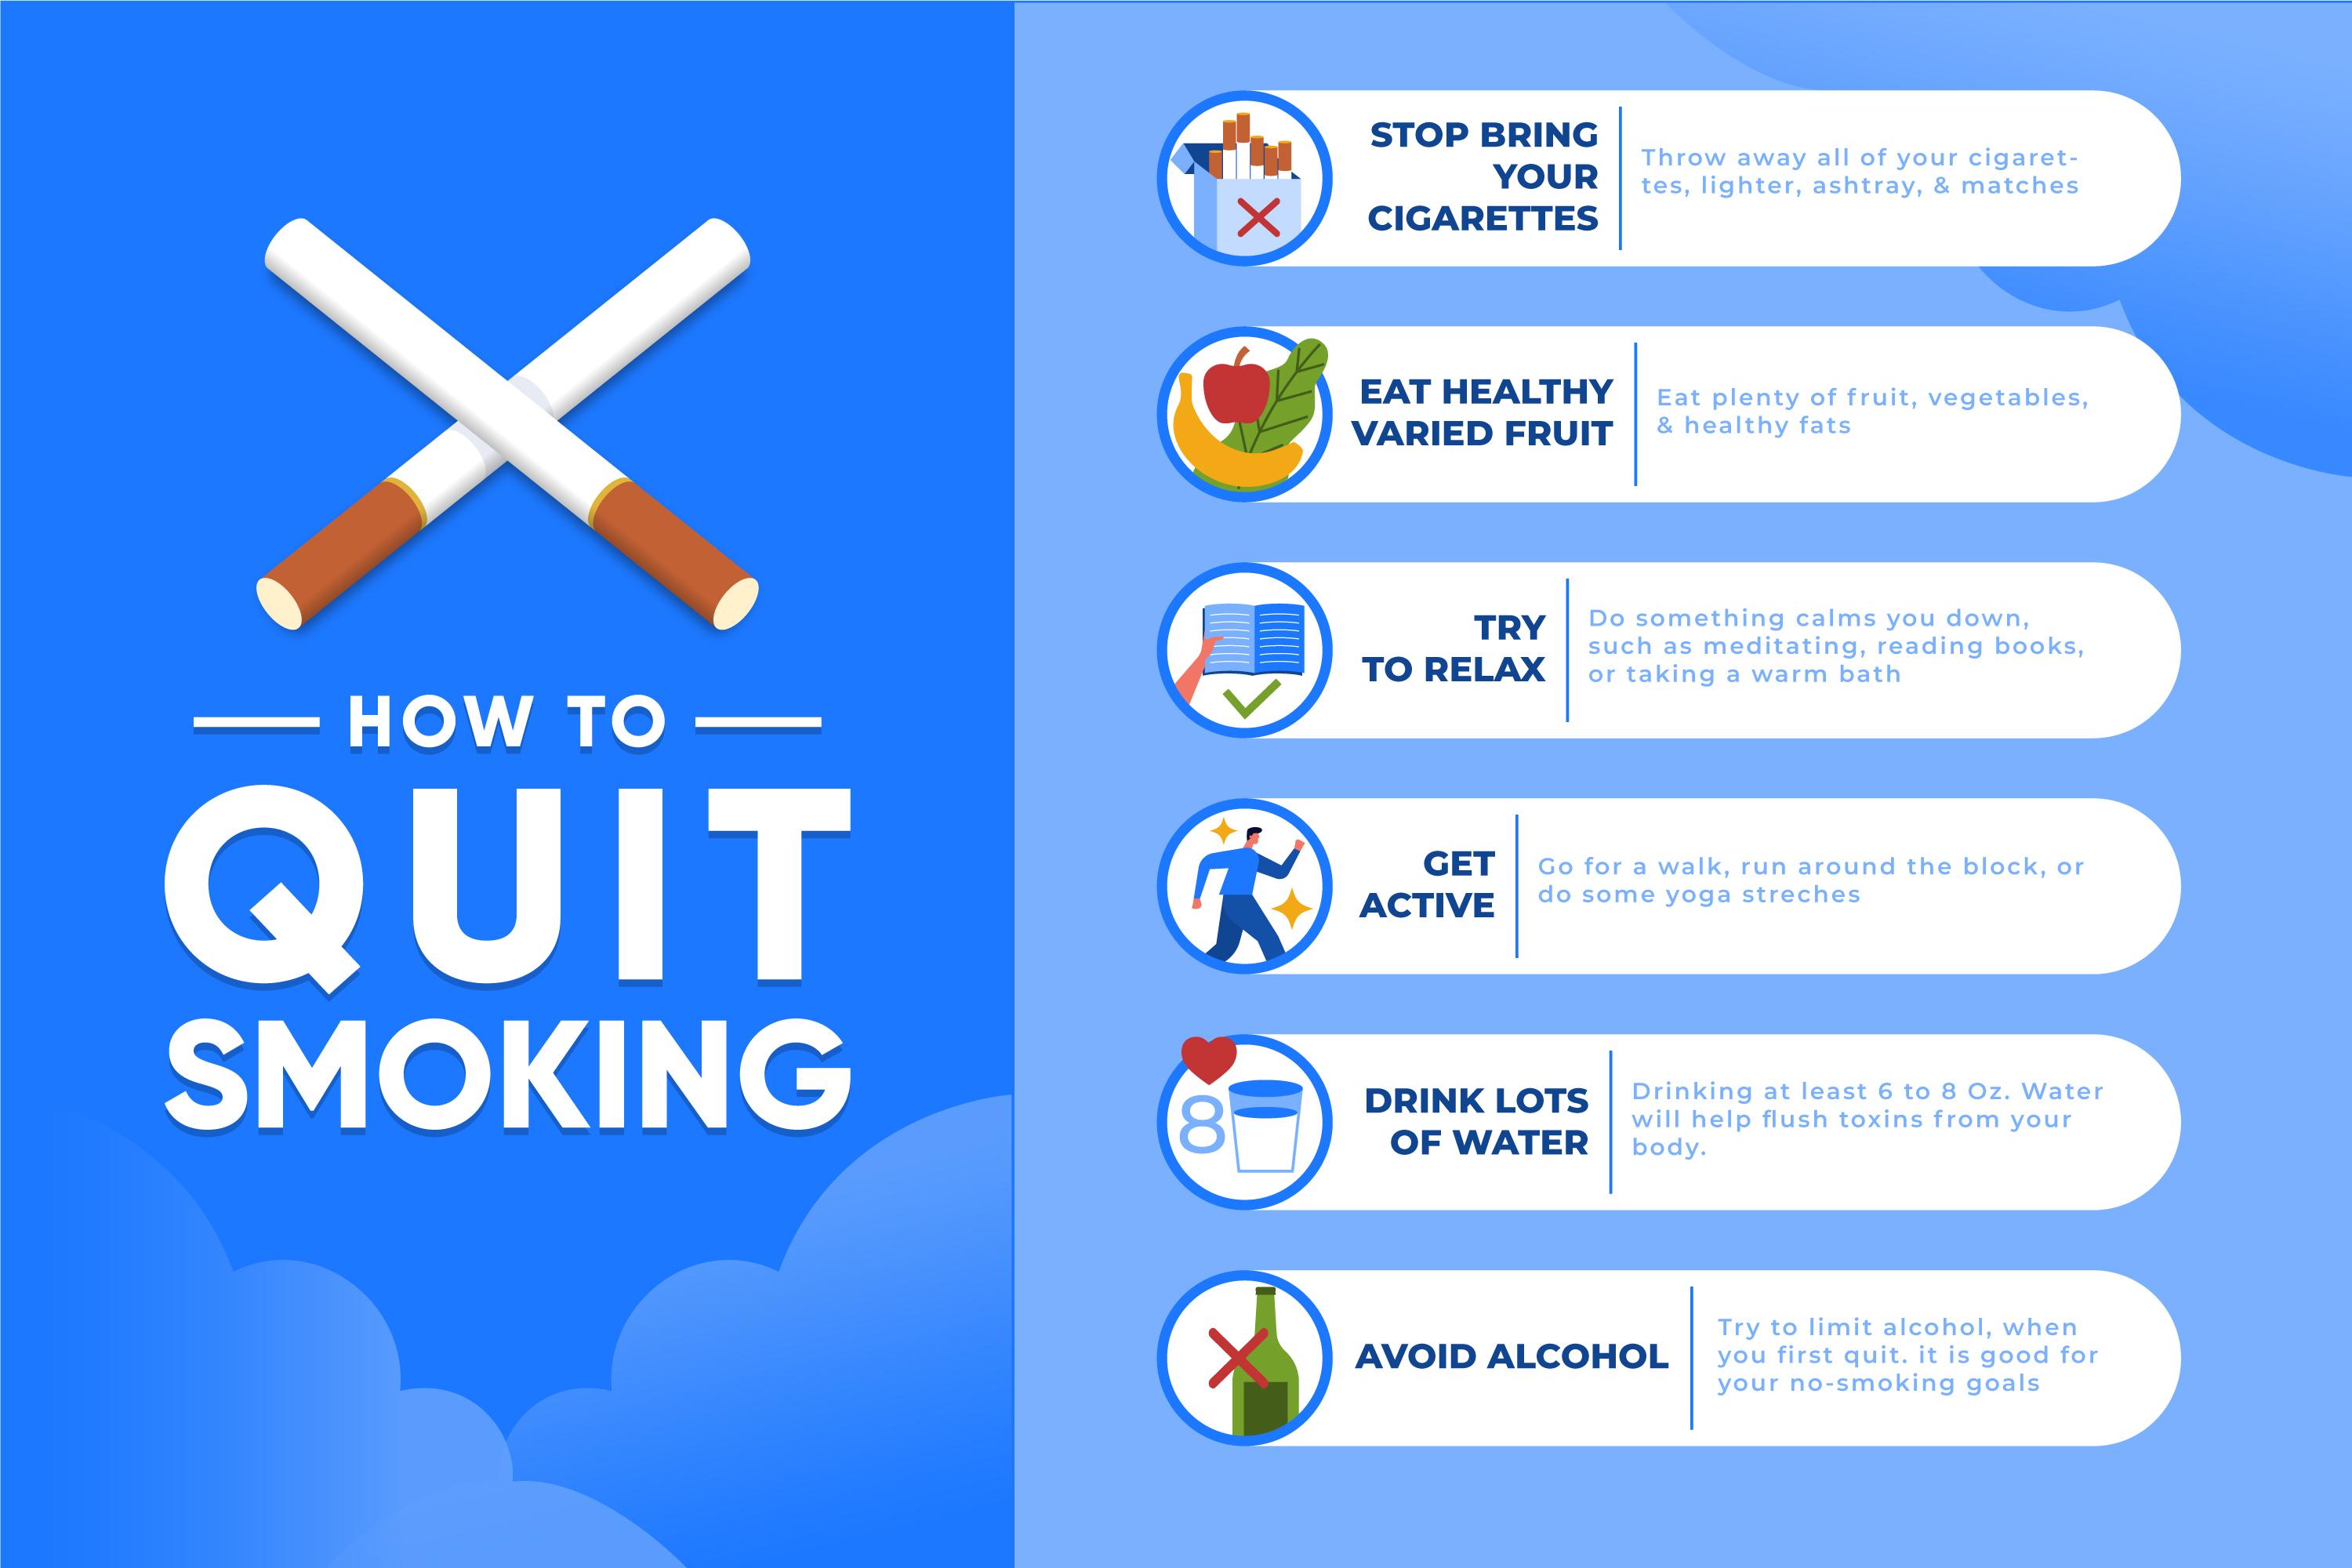 HOW TO
QUIT
SMOKING
STOP BRING
YOUR
CIGARETTES
Throw away all of your cigaret-
tes, lighter, ashtray, & matches
EAT HEALTHY
VARIED FRUIT
Eat plenty of fruit, vegetables,
& healthy fats
TRY
TO RELAX
Do something calms you down,
such as meditating, reading books,
or taking a warm bath
GET
ACTIVE
Go for a walk, run around the block, or
do some yoga streches
8
DRINK LOTS
OF WATER
Drinking at least 6 to 8 Oz. Water
will help flush toxins from your
body.
AVOID ALCOHOL
Try to limit alcohol, when
you first quit. it is good for
your no-smoking goals